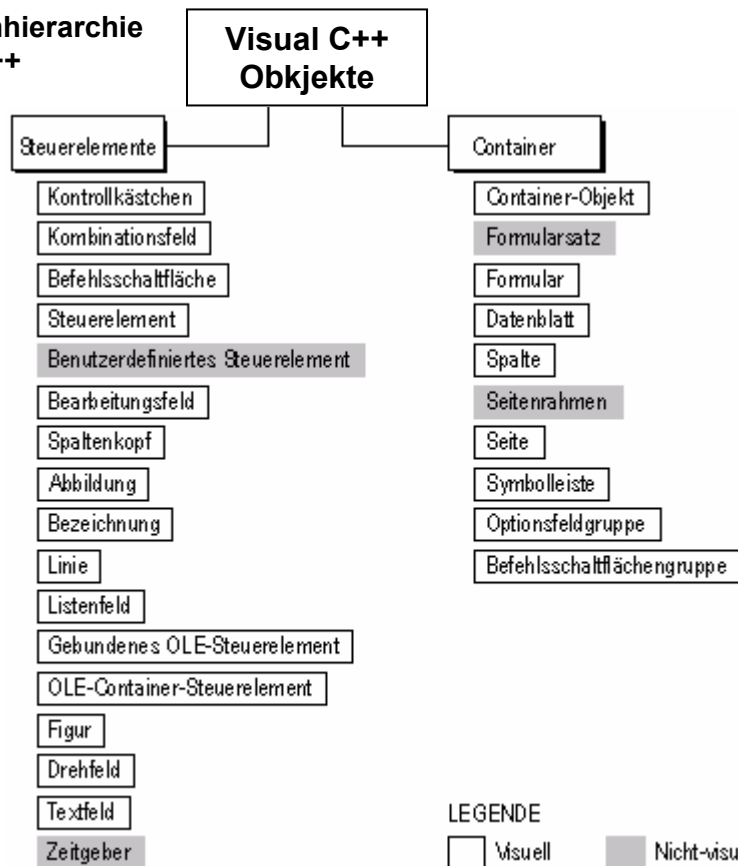 hierarchie
++
Visual C++
Obkjekte
Steuerelemente
Kontrollkästchen
Kombinationsfeld
Befehlsschaltfläche
Steuerelement
Benutzerdefiniertes Steuerelement
Bearbeitungsfeld
Spaltenkopf
Abbildung
Bezeichnung
Linie
Listenfeld
Gebundenes OLE-Steuerelement
OLE-Container-Steuerelement
Figur
Drehfeld
Textfeld
Zeitgeber
Container
Container-Objekt
Formularsatz
Formular
Datenblatt
Spalte
Seitenrahmen
Seite
Symbolleiste
Optionsfeldgruppe
Befehlsschaltflächengruppe
LEGENDE
Visuell
Nicht-visu